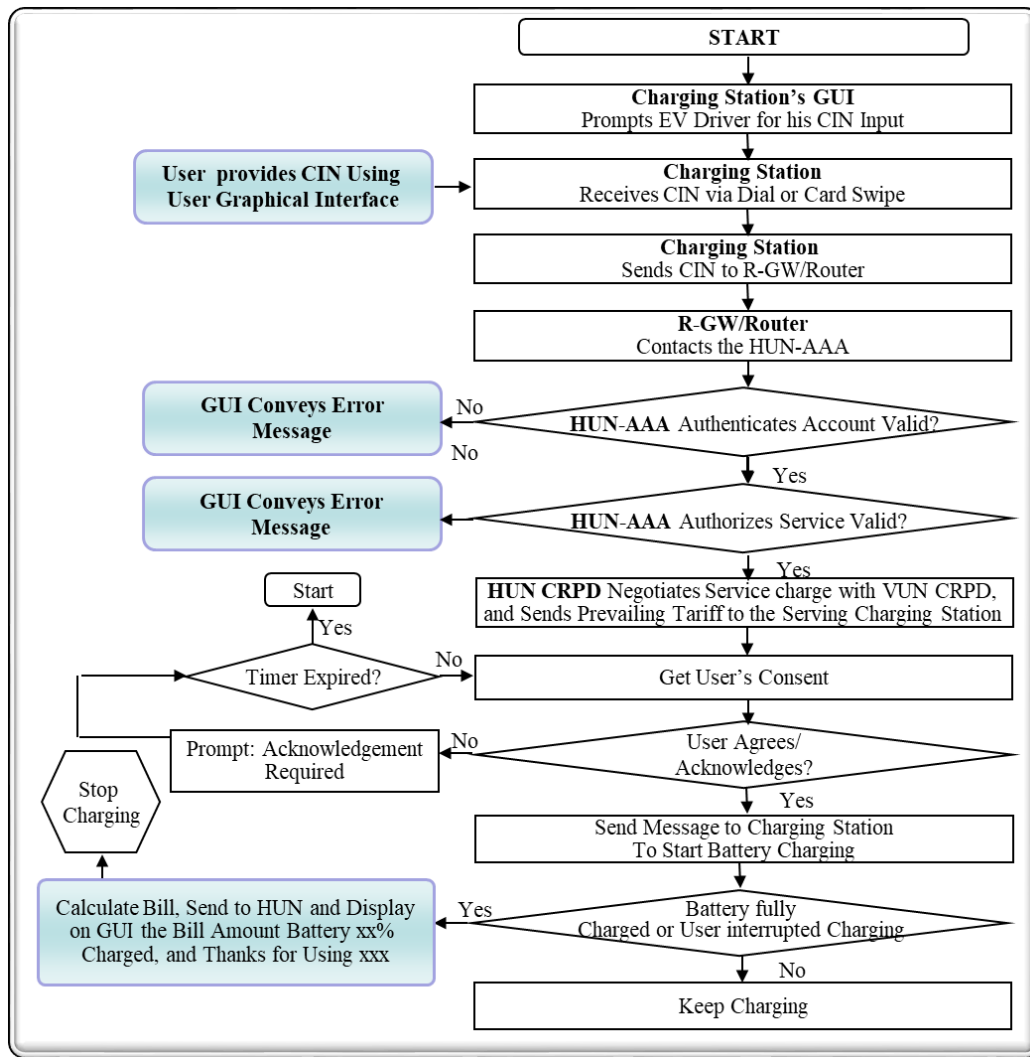 START
Charging Station's GUI
Prompts EV Driver for his CIN Input
User provides CIN Using
User Graphical Interface
Charging Station
Receives CIN via Dial or Card Swipe
Charging Station
Sends CIN to R-GW/Router
R-GW/Router
Contacts the HUN-AAA
GUI Conveys Error
Message
No
HUN-AAA Authenticates Account Valid?
No
Yes
GUI Conveys Error
Message
HUN-AAA Authorizes Service Valid?
Yes
HUN CRPD Negotiates Service charge with VUN CRPD,
and Sends Prevailing Tariff to the Serving Charging Station
Start
Yes
Timer Expired?
No
Get User's Consent
Prompt: Acknowledgement
Required
No
User Agrees/
Acknowledges?
Yes
Stop
Charging
Send Message to Charging Station
To Start Battery Charging
Calculate Bill, Send to HUN and Display
on GUI the Bill Amount Battery xx%
Charged, and Thanks for Using xxx
Yes
Battery fully
Charged or User interrupted Charging
No
Keep Charging